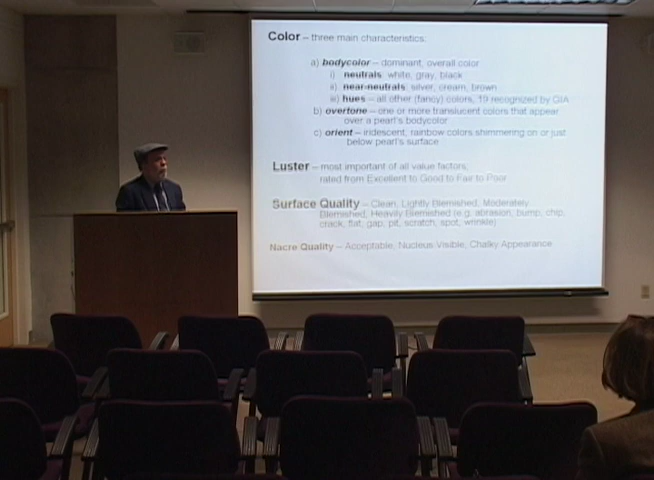 Color – three main characteristics:
a) bodycolor – dominant, overall color
i) neutrals: white, gray, black
ii) near-neutrals: silver, cream, brown
iii) hues – all other (fancy) colors, 19 recognized by GIA
b) overtone – one or more translucent colors that appear
over a pearl's bodycolor
c) orient – iridescent, rainbow colors shimmering on or just
below pearl's surface
Luster – most important of all value factors,
rated from Excellent to Good to Fair to Poor
Surface Quality – Clean, Lightly Blemished, Moderately
Blemished, Heavily Blemished (e.g. abrasion, bump, chip,
crack, flat, gap, pit, scratch, spot, wrinkle)
Nacre Quality – Acceptable, Nucleus Visible, Chalky Appearance